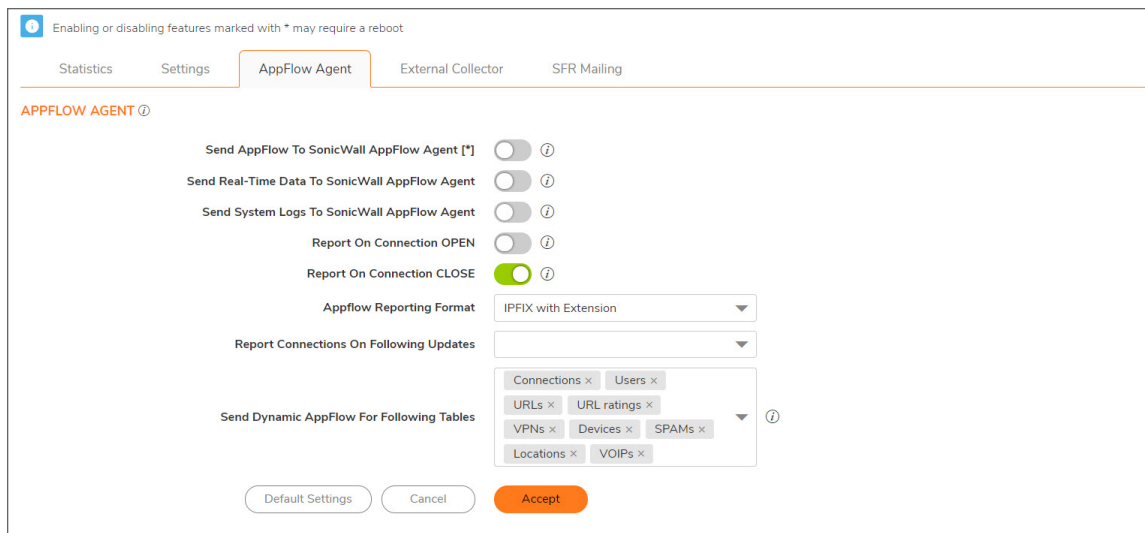 Enabling or disabling features marked with * may require a reboot
Statistics Settings AppFlow Agent External Collector SFR Mailing
APPFLOW AGENT
Send AppFlow To SonicWall AppFlow Agent [*]
Send Real-Time Data To SonicWall AppFlow Agent
Send System Logs To SonicWall AppFlow Agent
Report On Connection OPEN
Report On Connection CLOSE
Appflow Reporting Format IPFIX with Extension
Report Connections On Following Updates
Send Dynamic AppFlow For Following Tables
Connections × Users ×
URLs × URL ratings ×
VPNs × Devices × SPAMs ×
Locations × VOIPs ×
Default Settings Cancel Accept